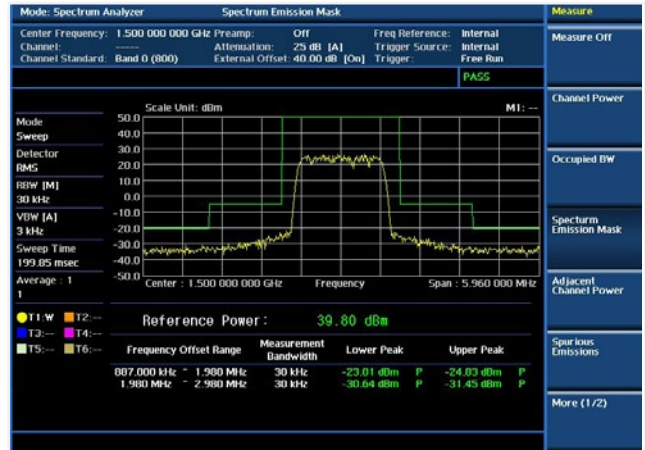 Mode: Spectrum Analyzer Spectrum Emission Mask
Measure
Center Frequency: 1.500 000 000 GHz Preamp: Off Freq Reference: Internal
Channel: ----- Attenuation: 25 dB [A] Trigger Source: Internal
Channel Standard: Band 0 (800) External Offset: 40.00 dB [On] Trigger: Free Run
PASS
Measure Off
Channel Power
Occupied BW
Specturm
Emission Mask
Adjacent
Channel Power
Spurious
Emissions
More (1/2)
Scale Unit: dBm M1: --
Mode
Sweep
Detector
RMS
RBW [M]
30 kHz
VBW [A]
3 kHz
Sweep Time
199.85 msec
Average : 1
1
T1:W T2:--
T3:-- T4:--
T5:-- T6:--
50.0
40.0
30.0
20.0
10.0
0.0
-10.0
-20.0
-30.0
-40.0
-50.0
Center : 1.500 000 000 GHz Frequency Span : 5.960 000 MHz
Reference Power: 39.80 dBm
Frequency Offset Range Measurement Bandwidth Lower Peak Upper Peak
887.000 kHz ~ 1.980 MHz 30 kHz -23.01 dBm P -24.83 dBm P
1.980 MHz ~ 2.980 MHz 30 kHz -30.64 dBm P -31.45 dBm P